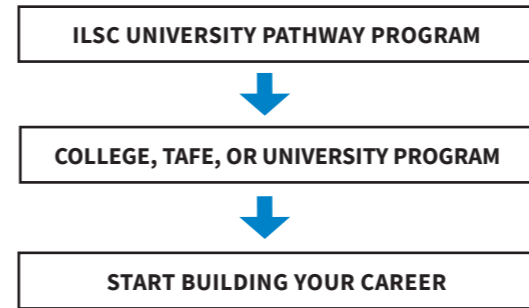 ILSC UNIVERSITY PATHWAY PROGRAM
COLLEGE, TAFE, OR UNIVERSITY PROGRAM
START BUILDING YOUR CAREER